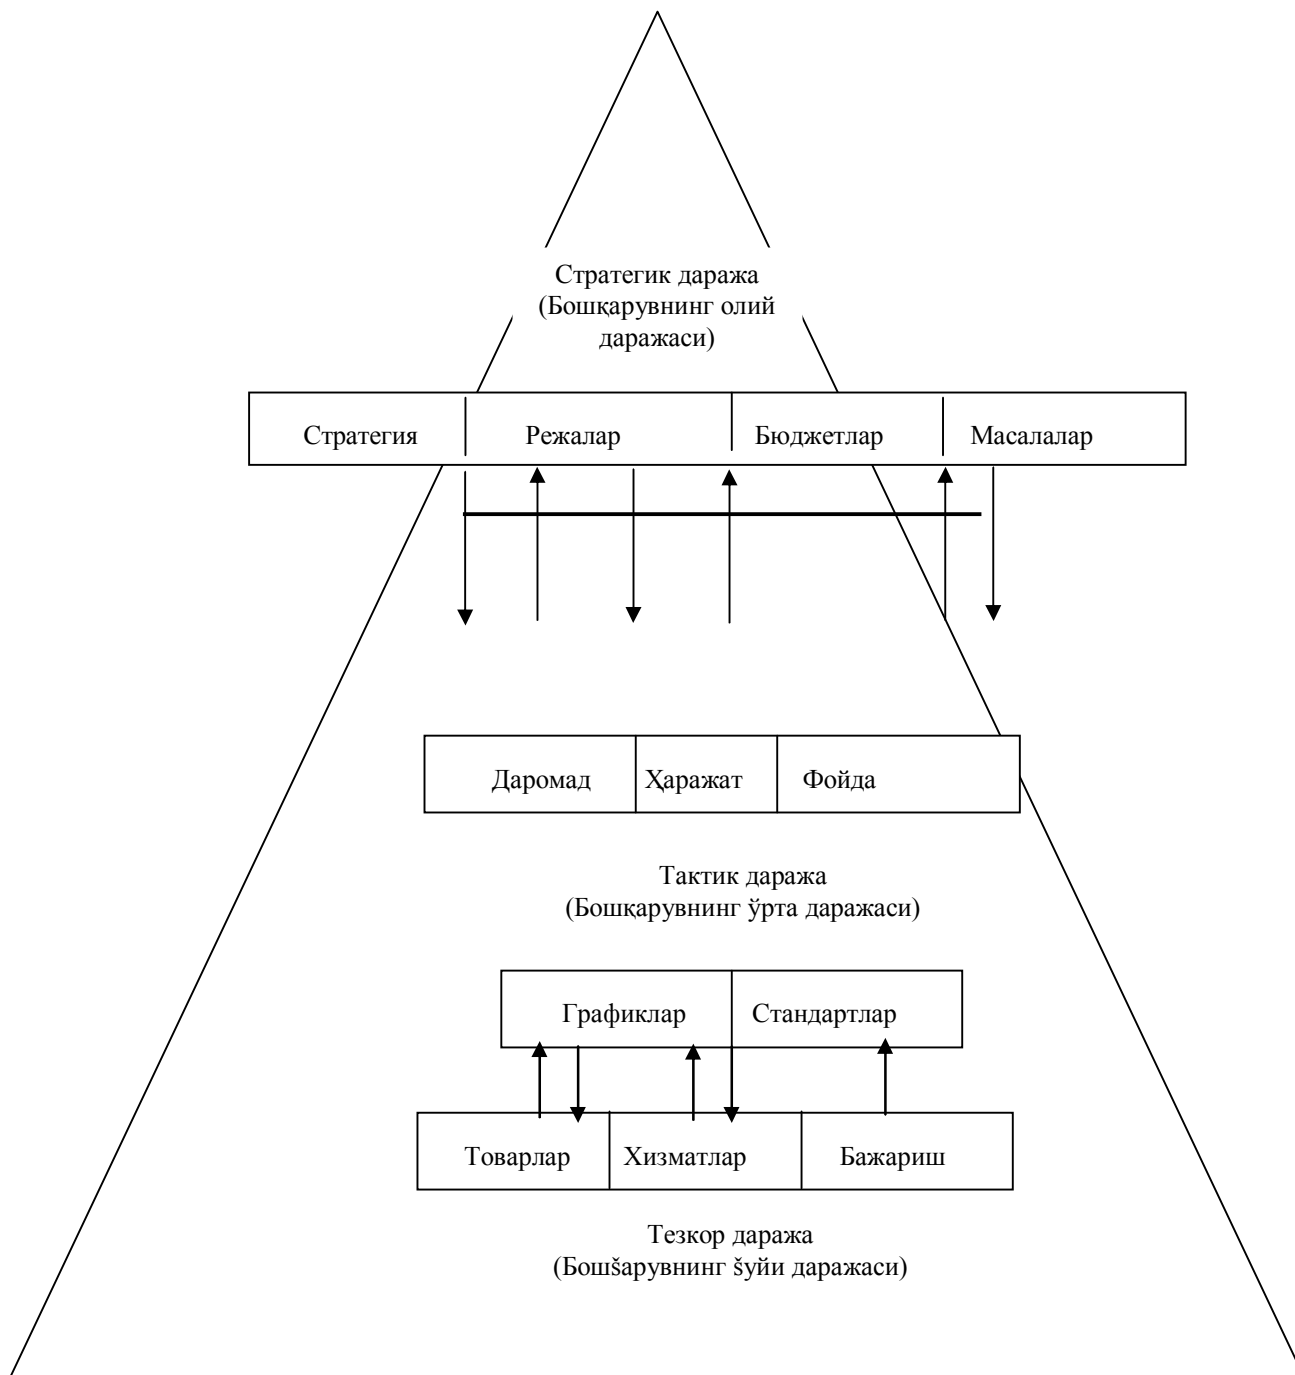 Стратегик даража
(Бошқарувнинг олий
даражаси)
Стратегия Режалар Бюджетлар Масалалар
Даромад Ҳаражат Фойда
Тактик даража
(Бошқарувнинг ўрта даражаси)
Графиклар Стандартлар
Товарлар Хизматлар Бажариш
Тезкор даража
(Бошšарувнинг šуйи даражаси)